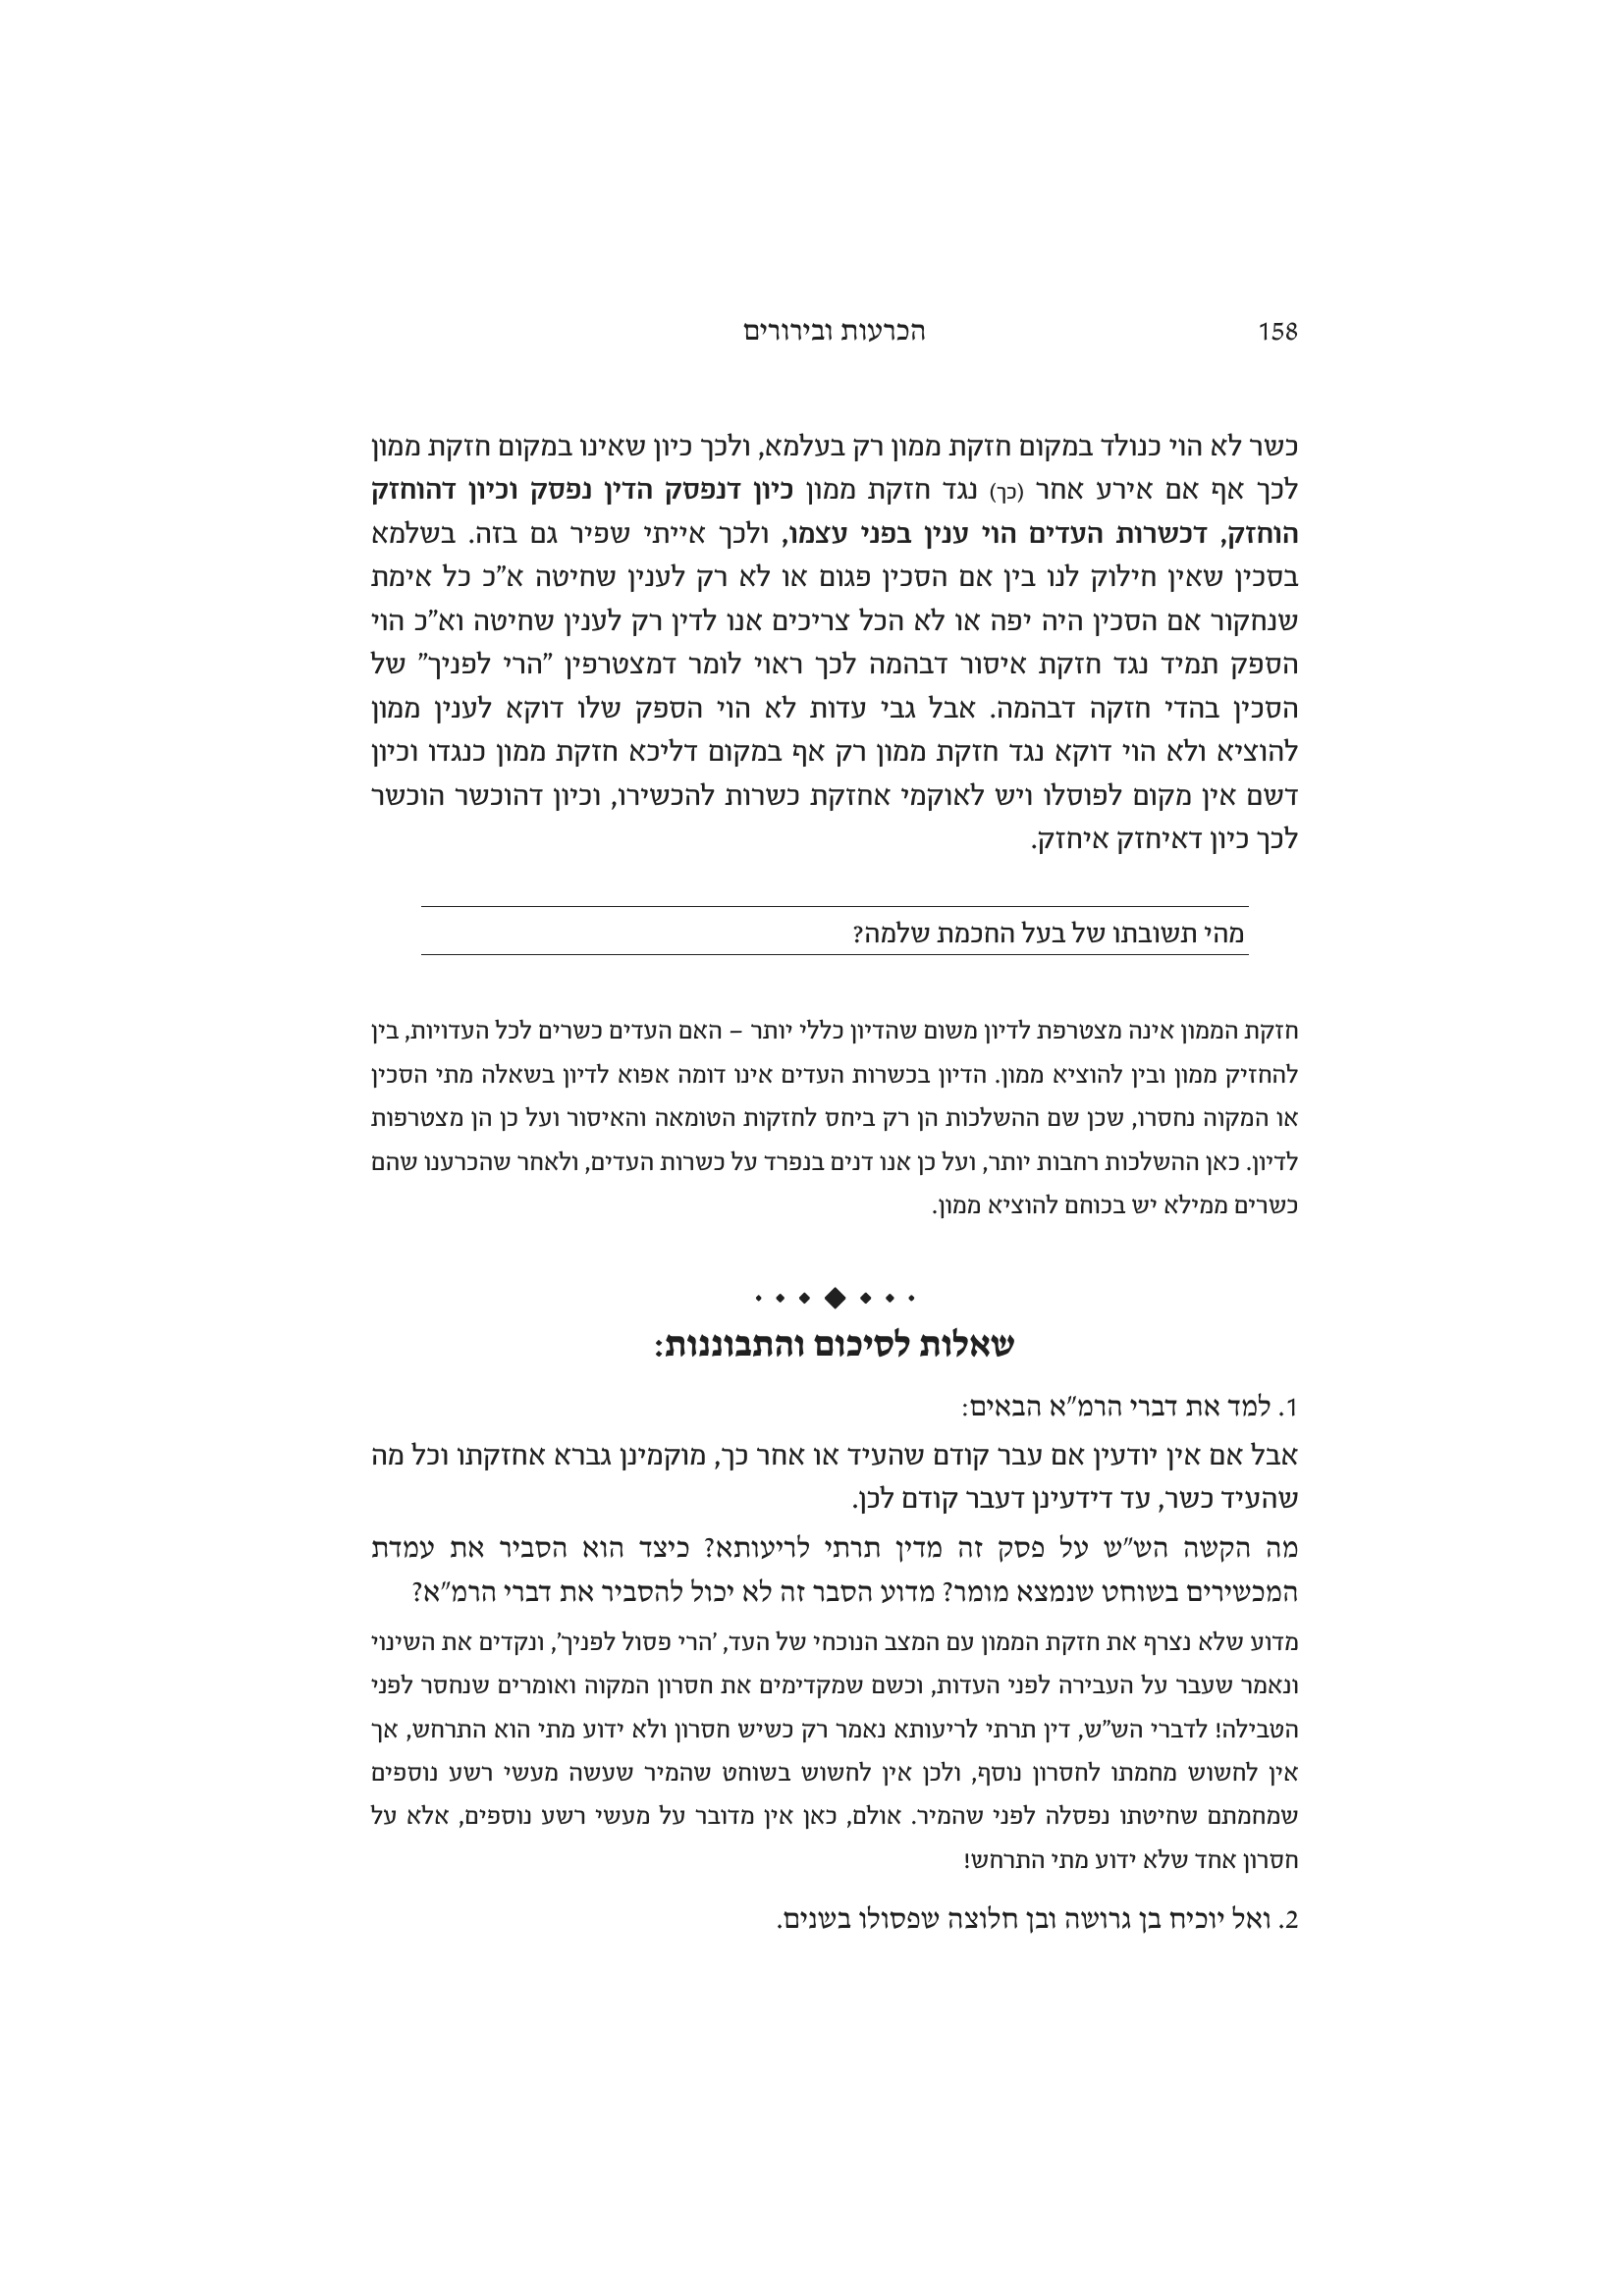 158
הכרעות ובירורים
כשר לא הוי כנולד במקום חזקת ממון רק בעלמא, ולכך כיון שאינו במקום חזקת ממון
לכך אף אם אירע אחר (כך) נגד חזקת ממון כיון דנפסק הדין נפסק וכיון דהוחזק
הוחזק, דכשרות העדים הוי ענין בפני עצמו, ולכך אייתי שפיר גם בזה. בשלמא
בסכין שאין חילוק לנו בין אם הסכין פגום או לא רק לענין שחיטה א"כ כל אימת
שנחקור אם הסכין היה יפה או לא הכל צריכים אנו לדין רק לענין שחיטה וא"כ הוי
הספק תמיד נגד חזקת איסור דבהמה לכך ראוי לומר דמצטרפין "הרי לפניך" של
הסכין בהדי חזקה דבהמה. אבל גבי עדות לא הוי הספק שלו דוקא לענין ממון
להוציא ולא הוי דוקא נגד חזקת ממון רק אף במקום דליכא חזקת ממון כנגדו וכיון
דשם אין מקום לפוסלו ויש לאוקמי אחזקת כשרות להכשירו, וכיון דהוכשר הוכשר
לכך כיון דאיחזק איחזק.
מהי תשובתו של בעל החכמת שלמה?
חזקת הממון אינה מצטרפת לדיון משום שהדיון כללי יותר – האם העדים כשרים לכל העדויות, בין
להחזיק ממון ובין להוציא ממון. הדיון בכשרות העדים אינו דומה אפוא לדיון בשאלה מתי הסכין
או המקוה נחסרו, שכן שם ההשלכות הן רק ביחס לחזקות הטומאה והאיסור ועל כן הן מצטרפות
לדיון. כאן ההשלכות רחבות יותר, ועל כן אנו דנים בנפרד על כשרות העדים, ולאחר שהכרענו שהם
כשרים ממילא יש בכוחם להוציא ממון.
שאלות לסיכום והתבוננות:
1. למד את דברי הרמ"א הבאים:
אבל אם אין יודעין אם עבר קודם שהעיד או אחר כך, מוקמינן גברא אחזקתו וכל מה
שהעיד כשר, עד דידעינן דעבר קודם לכן.
מה הקשה הש"ש על פסק זה מדין תרתי לריעותא? כיצד הוא הסביר את עמדת
המכשירים בשוחט שנמצא מומר? מדוע הסבר זה לא יכול להסביר את דברי הרמ"א?
מדוע שלא נצרף את חזקת הממון עם המצב הנוכחי של העד, 'הרי פסול לפניך', ונקדים את השינוי
ונאמר שעבר על העבירה לפני העדות, וכשם שמקדימים את חסרון המקוה ואומרים שנחסר לפני
הטבילה! לדברי הש"ש, דין תרתי לריעותא נאמר רק כשיש חסרון ולא ידוע מתי הוא התרחש, אך
אין לחשוש מחמתו לחסרון נוסף, ולכן אין לחשוש בשוחט שהמיר שעשה מעשי רשע נוספים
שמחמתם שחיטתו נפסלה לפני שהמיר. אולם, כאן אין מדובר על מעשי רשע נוספים, אלא על
חסרון אחד שלא ידוע מתי התרחש!
2. ואל יוכיח בן גרושה ובן חלוצה שפסולו בשנים.